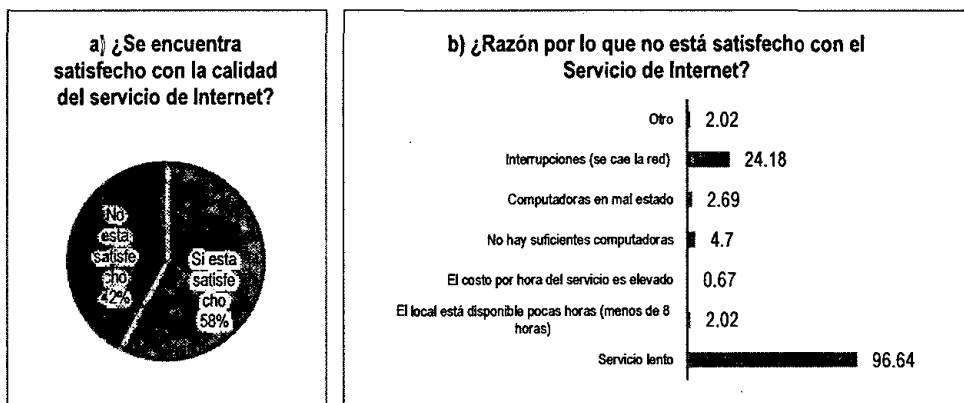 a) ¿Se encuentra
satisfecho con la calidad
del servicio de Internet?
No
esta
satisfe
cho
42%
Si esta
satisfe
cho
58%
b) ¿Razón por lo que no está satisfecho con el
Servicio de Internet?
Otro 2.02
Interrupciones (se cae la red) 24.18
Computadoras en mal estado 2.69
No hay suficientes computadoras 4.7
El costo por hora del servicio es elevado 0.67
El local está disponible pocas horas (menos de 8
horas) 2.02
Servicio lento 96.64